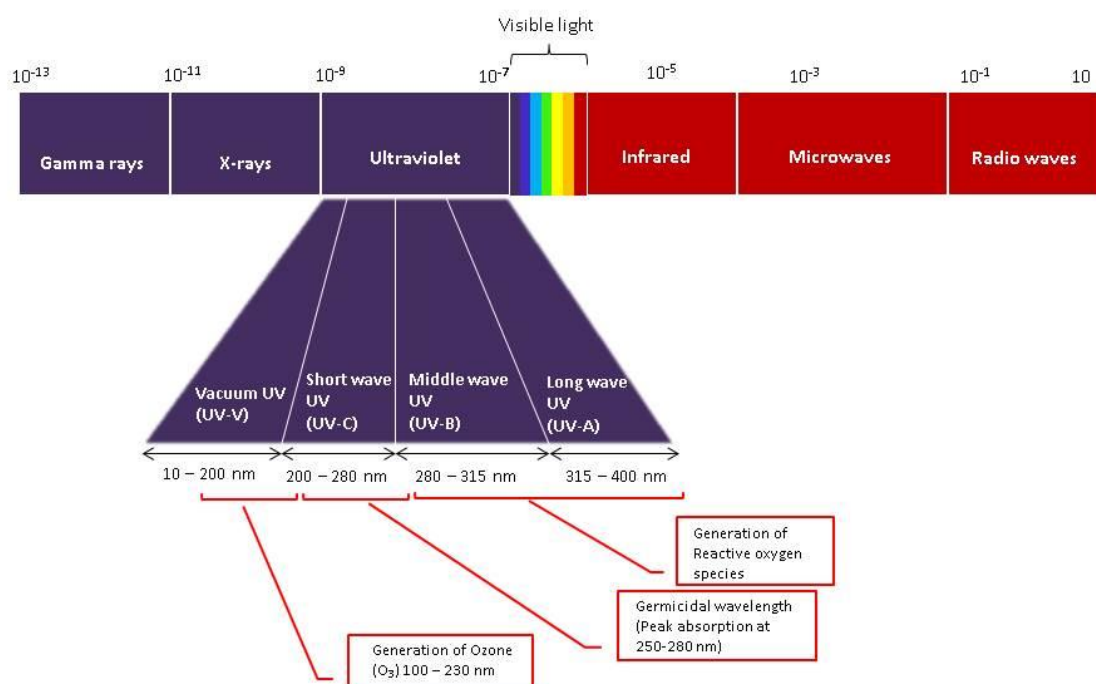 Visible light
10⁻¹³ 10⁻¹¹ 10⁻⁹ 10⁻⁷ 10⁻⁵ 10⁻³ 10⁻¹ 10
Gamma rays X-rays Ultraviolet Infrared Microwaves Radio waves
Vacuum UV
(UV-V)
Short wave
UV
(UV-C)
Middle wave
UV
(UV-B)
Long wave
UV
(UV-A)
10 – 200 nm 200 – 280 nm 280 – 315 nm 315 – 400 nm
Generation of
Reactive oxygen
species
Germicidal wavelength
(Peak absorption at
250-280 nm)
Generation of Ozone
(O₃) 100 – 230 nm